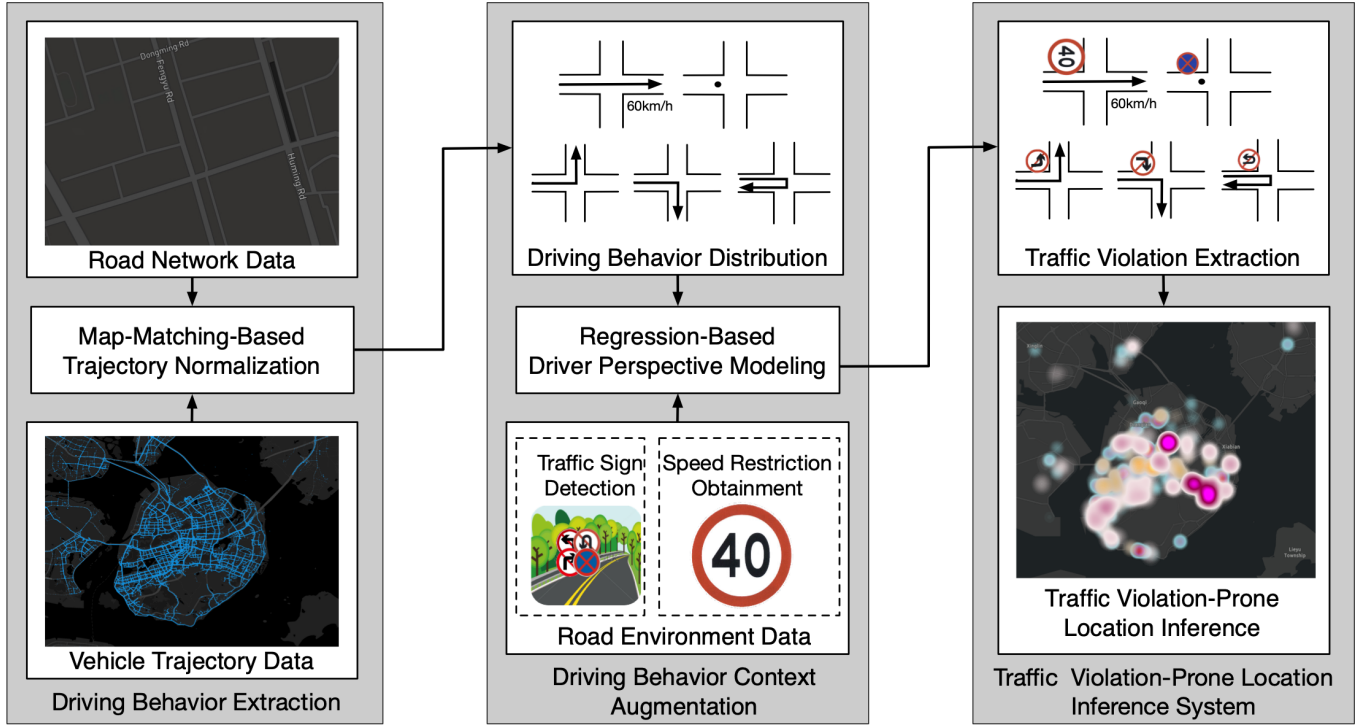 Dongming Rd
Fengyu Rd
Huming Rd
Road Network Data
Map-Matching-Based
Trajectory Normalization
Vehicle Trajectory Data
Driving Behavior Extraction
60km/h
Driving Behavior Distribution
Regression-Based
Driver Perspective Modeling
Traffic Sign
Detection
Speed Restriction
Obtainment
40
Road Environment Data
Driving Behavior Context
Augmentation
40
60km/h
Traffic Violation Extraction
Lieyu
Township
Traffic Violation-Prone
Location Inference
Traffic Violation-Prone Location
Inference System